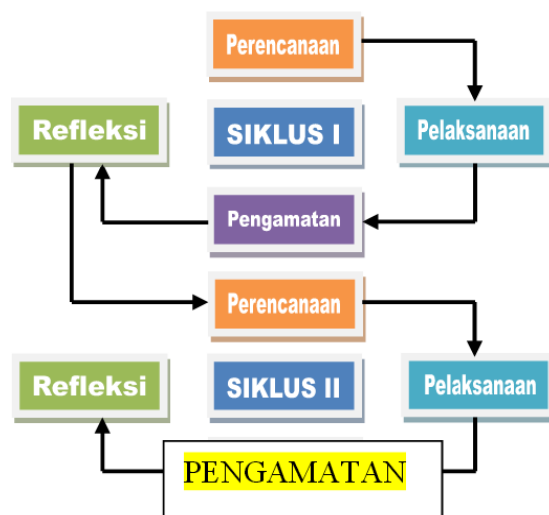 Perencanaan
Refleksi
SIKLUS I
Pelaksanaan
Pengamatan
Perencanaan
Refleksi
SIKLUS II
Pelaksanaan
PENGAMATAN